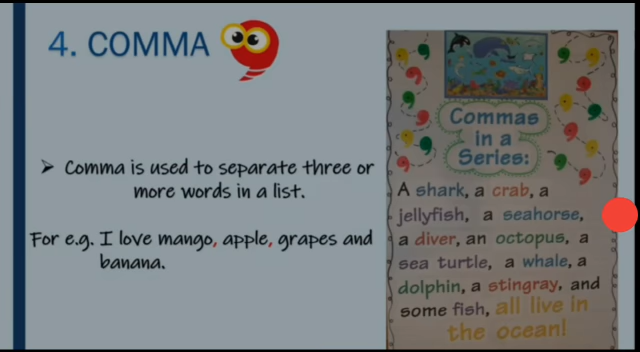 4. COMMA
Comma is used to separate three or
more words in a list.
For e.g. I love mango, apple, grapes and
banana.
Commas
in a
Series:
A shark, a crab, a
jellyfish, a seahorse,
a diver, an octopus, a
sea turtle, a whale, a
dolphin, a stingray, and
some fish, all live in
the ocean!